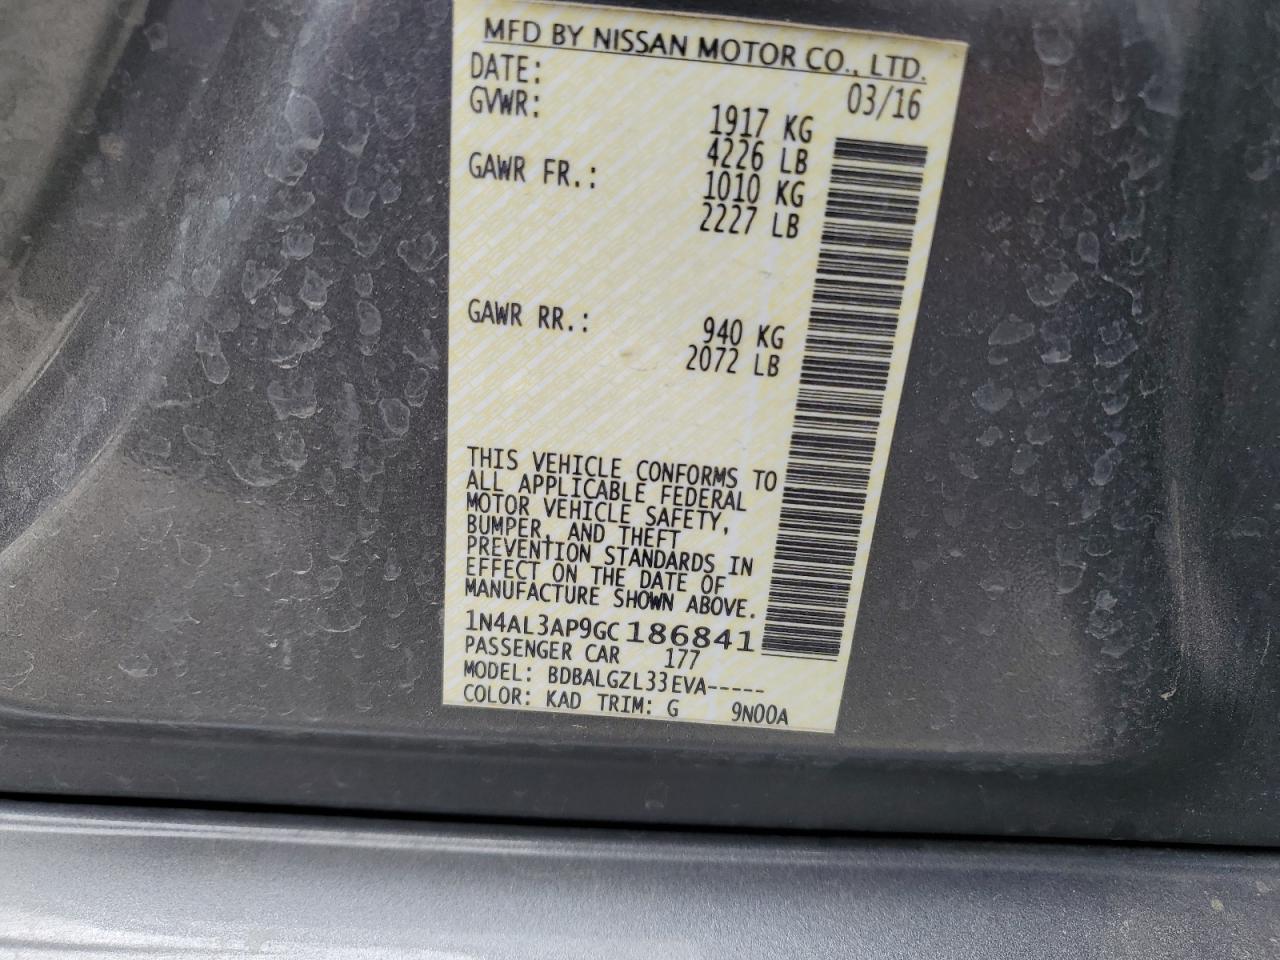 MFD BY NISSAN MOTOR CO., LTD.
DATE: 03/16
GVWR: 1917 KG
4226 LB
GAWR FR.: 1010 KG
2227 LB
GAWR RR.: 940 KG
2072 LB
THIS VEHICLE CONFORMS TO
ALL APPLICABLE FEDERAL
MOTOR VEHICLE SAFETY,
BUMPER, AND THEFT
PREVENTION STANDARDS IN
EFFECT ON THE DATE OF
MANUFACTURE SHOWN ABOVE.
1N4AL3AP9GC186841
PASSENGER CAR 177
MODEL: BDBALGZL33EVA-----
COLOR: KAD TRIM: G 9N00A